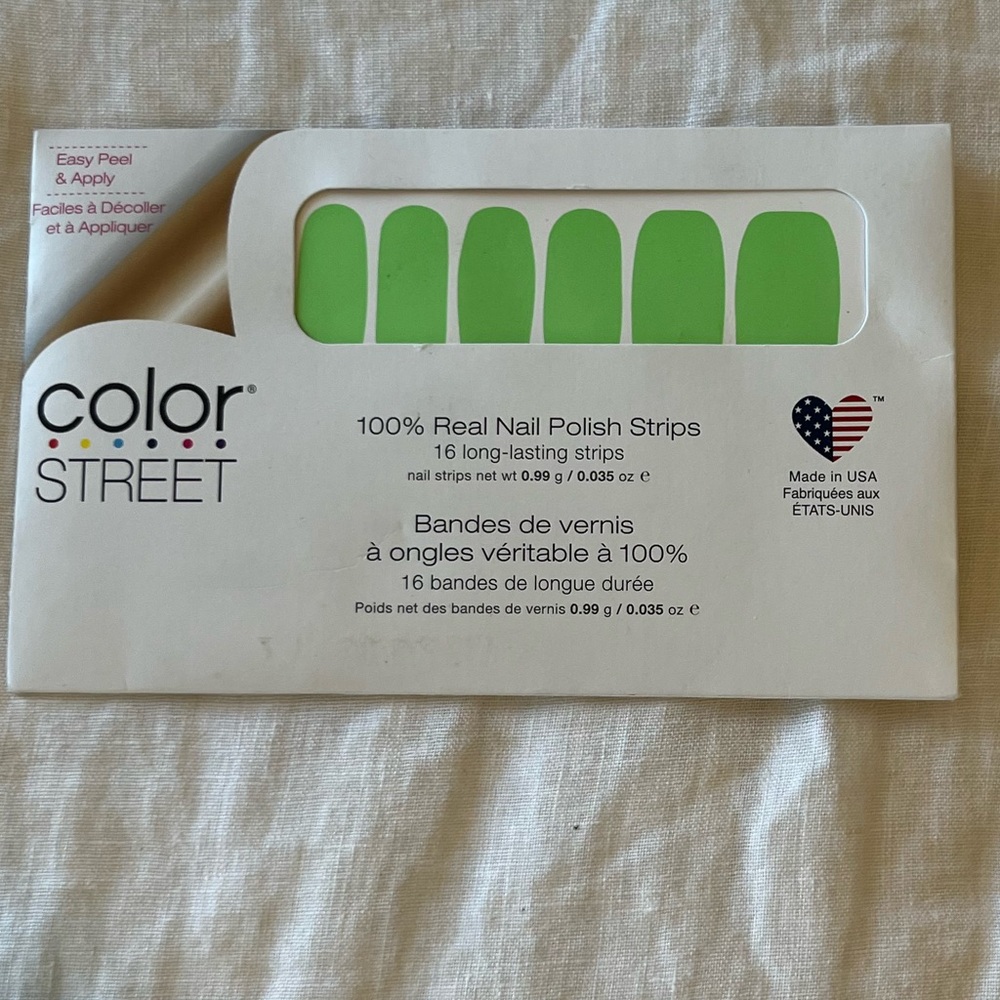 Easy Peel
& Apply
Faciles à Décoller
et à Appliquer
color®
STREET
100% Real Nail Polish Strips
16 long-lasting strips
nail strips net wt 0.99 g / 0.035 oz e
Bandes de vernis
à ongles véritable à 100%
16 bandes de longue durée
Poids net des bandes de vernis 0.99 g / 0.035 oz e
™
Made in USA
Fabriquées aux
ÉTATS-UNIS